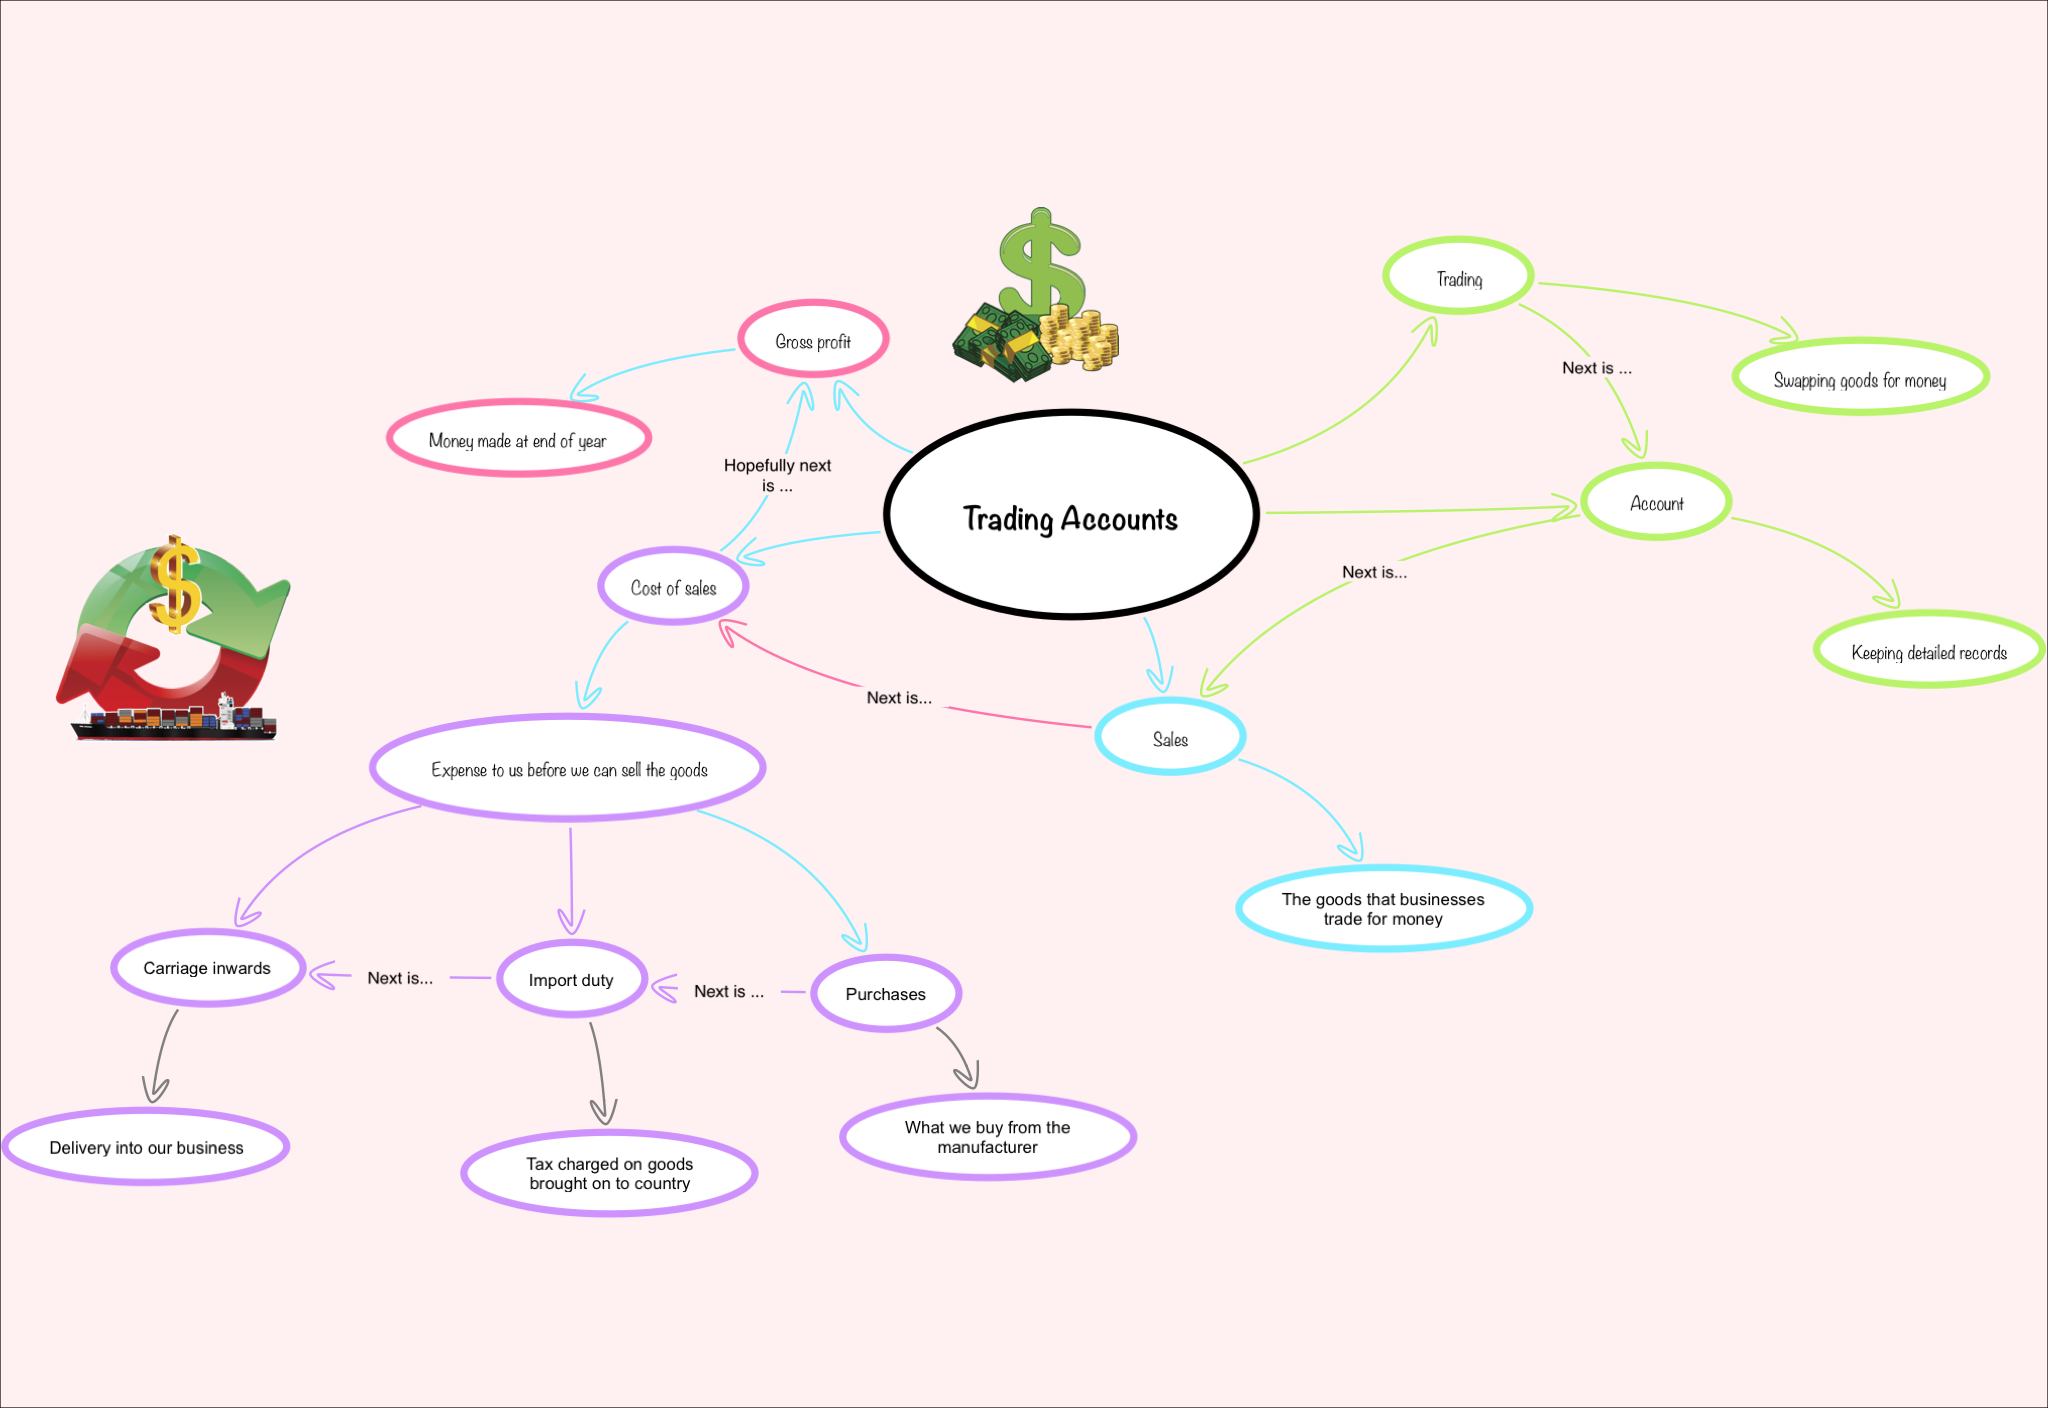 Trading
Gross profit
Next is ...
Swapping goods for money
Money made at end of year
Hopefully next
is ...
Trading Accounts
Account
Next is...
Cost of sales
Keeping detailed records
Next is...
Sales
Expense to us before we can sell the goods
The goods that businesses
trade for money
Carriage inwards
Next is...
Import duty
Next is ...
Purchases
Delivery into our business
Tax charged on goods
brought on to country
What we buy from the
manufacturer